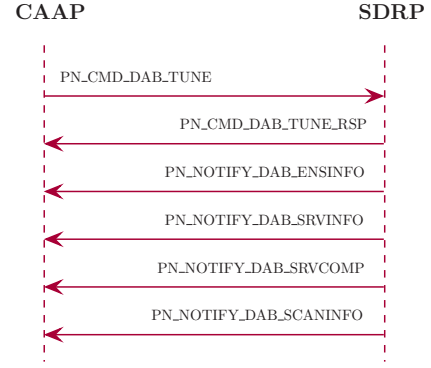 CAAP SDRP
PN_CMD_DAB_TUNE
PN_CMD_DAB_TUNE_RSP
PN_NOTIFY_DAB_ENSINFO
PN_NOTIFY_DAB_SRVINFO
PN_NOTIFY_DAB_SRVCOMP
PN_NOTIFY_DAB_SCANINFO